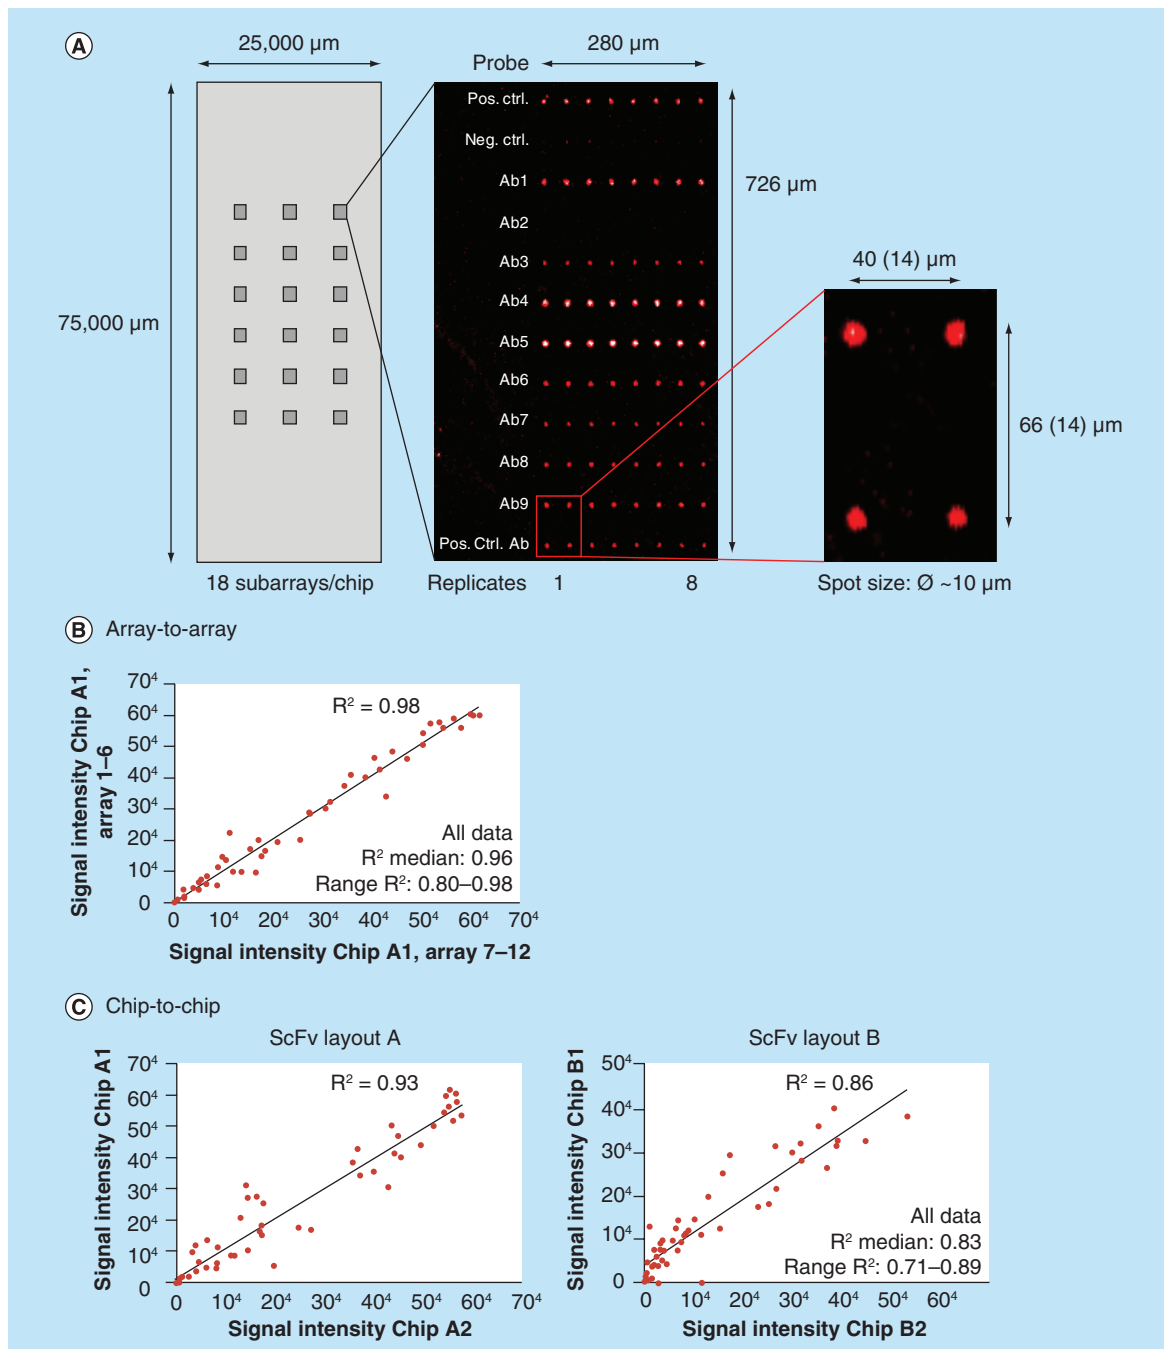 A
25,000 µm
280 µm
Probe
Pos. ctrl.
Neg. ctrl.
Ab1
726 µm
Ab2
40 (14) µm
Ab3
Ab4
75,000 µm
Ab5
Ab6
Ab7
66 (14) µm
Ab8
Ab9
Pos. Ctrl. Ab
18 subarrays/chip
Replicates 1 8
Spot size: Ø ~10 µm
B Array-to-array
Signal intensity Chip A1,
array 1–6
70⁴
60⁴
50⁴
40⁴
30⁴
20⁴
10⁴
0
R² = 0.98
All data
R² median: 0.96
Range R²: 0.80–0.98
0 10⁴ 20⁴ 30⁴ 40⁴ 50⁴ 60⁴ 70⁴
Signal intensity Chip A1, array 7–12
C Chip-to-chip
ScFv layout A
Signal intensity Chip A1
70⁴
60⁴
50⁴
40⁴
30⁴
20⁴
10⁴
0
R² = 0.93
0 10⁴ 20⁴ 30⁴ 40⁴ 50⁴ 60⁴ 70⁴
Signal intensity Chip A2
ScFv layout B
Signal intensity Chip B1
50⁴
40⁴
30⁴
20⁴
10⁴
0
R² = 0.86
All data
R² median: 0.83
Range R²: 0.71–0.89
0 10⁴ 20⁴ 30⁴ 40⁴ 50⁴ 60⁴
Signal intensity Chip B2